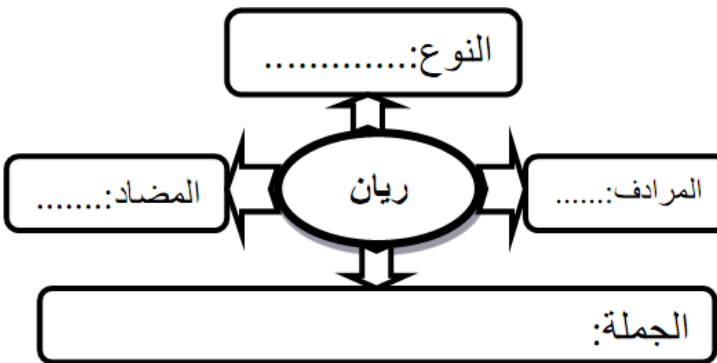 النوع:.............
المرادف:......
ريان
المضاد:.......
الجملة: